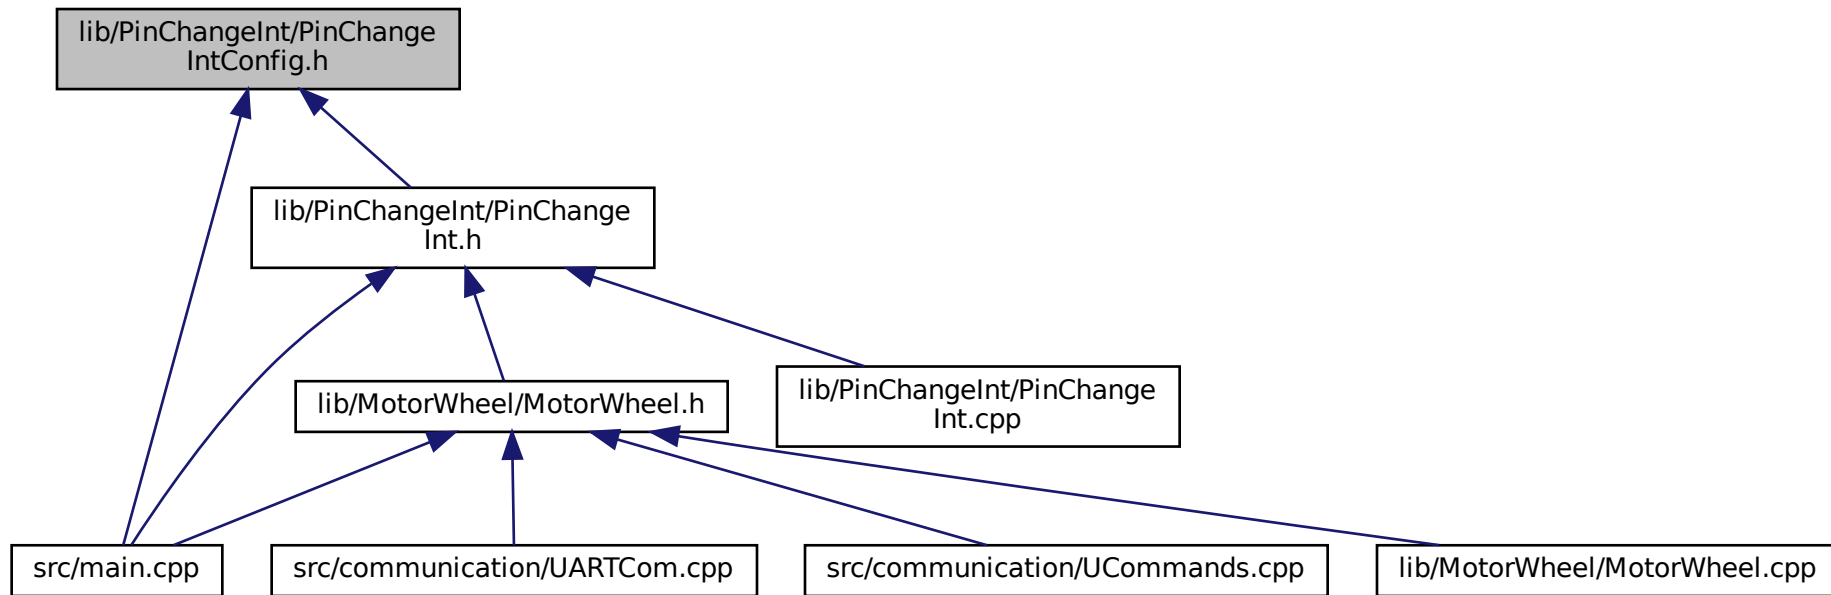 lib/PinChangeInt/PinChange
IntConfig.h
lib/PinChangeInt/PinChange
Int.h
lib/MotorWheel/MotorWheel.h
lib/PinChangeInt/PinChange
Int.cpp
src/main.cpp
src/communication/UARTCom.cpp
src/communication/UCommands.cpp
lib/MotorWheel/MotorWheel.cpp